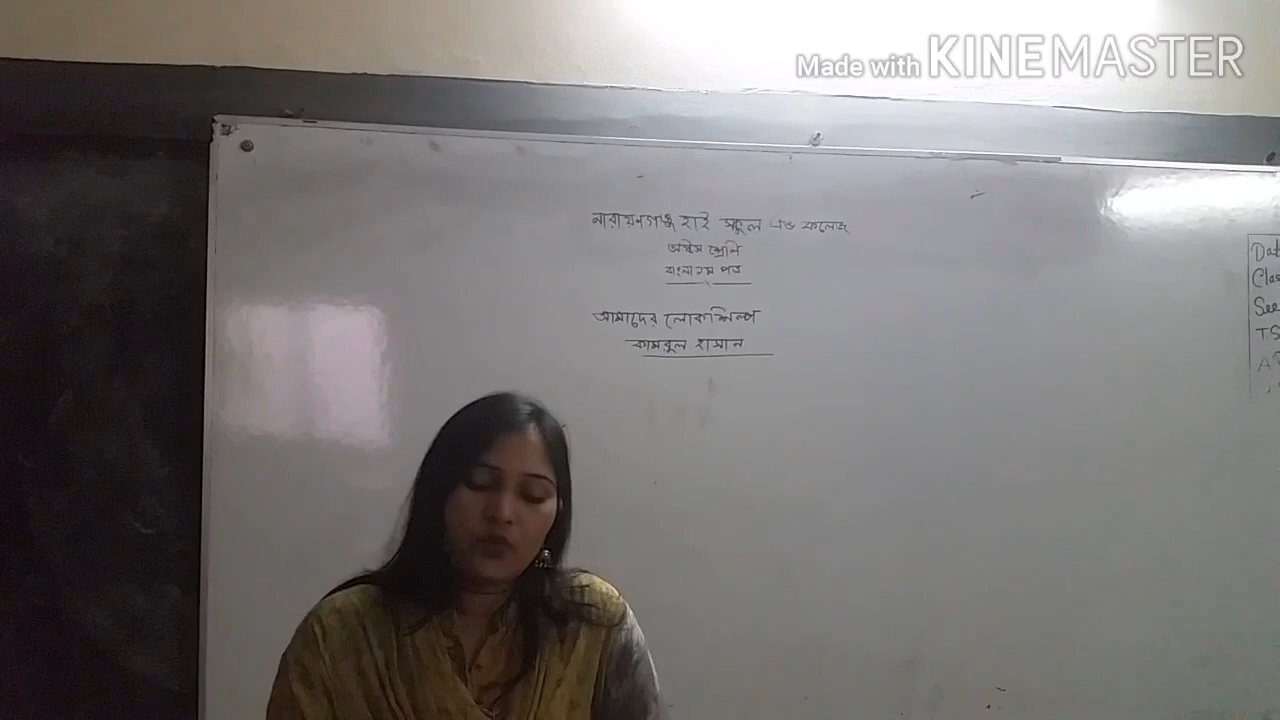 Made with KINEMASTER
নারায়নগঞ্জ হাই স্কুল এন্ড কলেজ
অষ্টম শ্রেনি
বাংলা ১ম পত্র
আমাদের লোকশিল্প
কামরুল হাসান